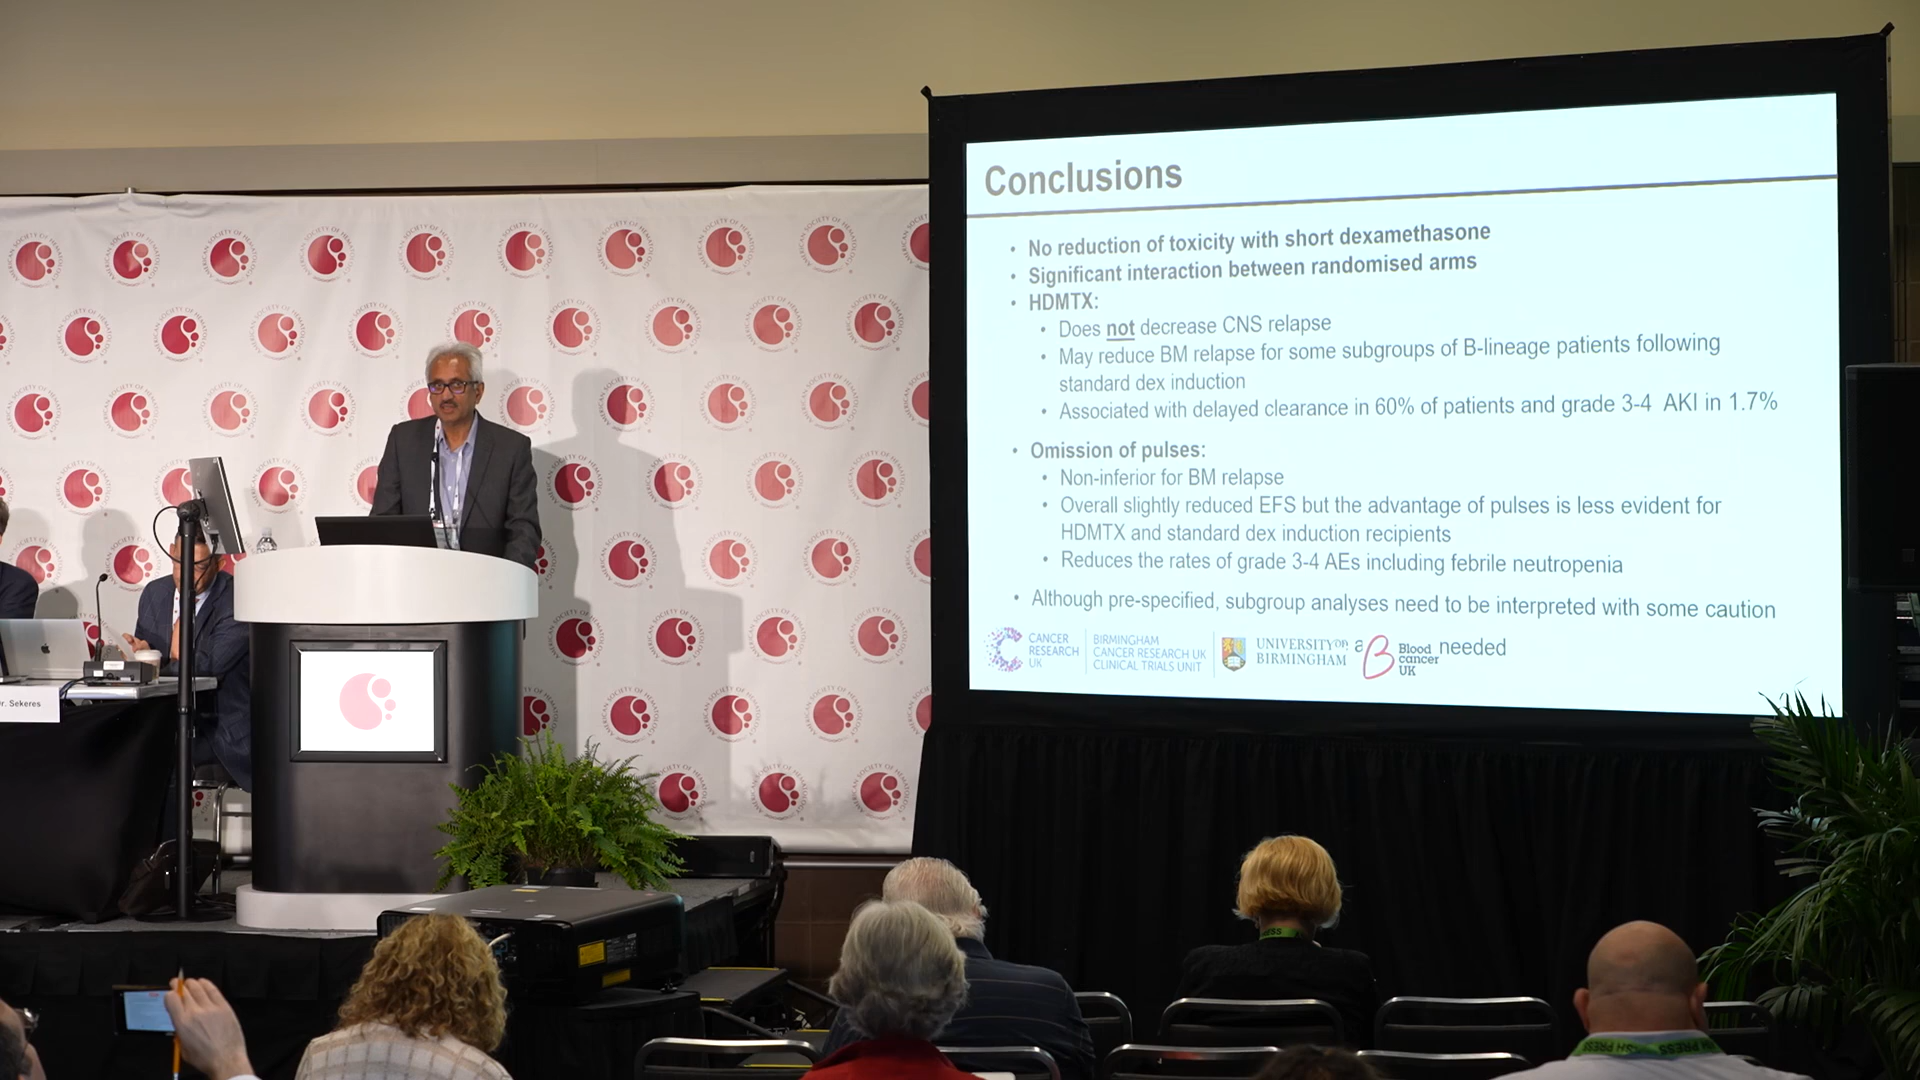 Conclusions
• No reduction of toxicity with short dexamethasone
• Significant interaction between randomised arms
• HDMTX:
• Does not decrease CNS relapse
• May reduce BM relapse for some subgroups of B-lineage patients following
standard dex induction
• Associated with delayed clearance in 60% of patients and grade 3-4 AKI in 1.7%
• Omission of pulses:
• Non-inferior for BM relapse
• Overall slightly reduced EFS but the advantage of pulses is less evident for
HDMTX and standard dex induction recipients
• Reduces the rates of grade 3-4 AEs including febrile neutropenia
• Although pre-specified, subgroup analyses need to be interpreted with some caution
a needed
CANCER
RESEARCH
UK
BIRMINGHAM
CANCER RESEARCH UK
CLINICAL TRIALS UNIT
UNIVERSITY OF
BIRMINGHAM
Blood
cancer
UK
AMERICAN SOCIETY OF HEMATOLOGY
r. Sekeres
PRESS